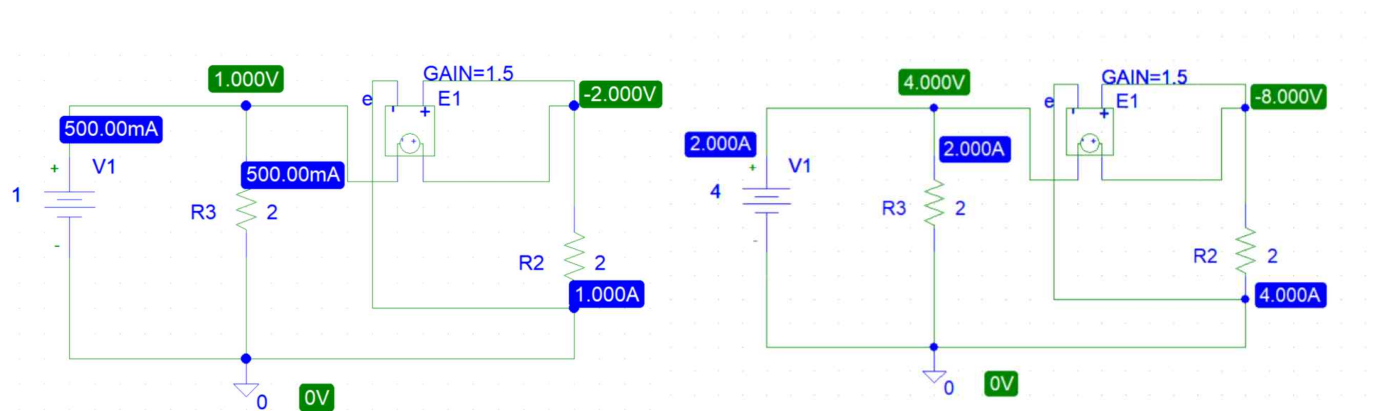 1.000V
GAIN=1.5
e
E1
- +
-2.000V
500.00mA
+
V1
500.00mA
1
R3
2
-
R2
2
1.000A
0
0V
4.000V
GAIN=1.5
e
E1
- +
-8.000V
2.000A
+
V1
2.000A
4
R3
2
-
R2
2
4.000A
0
0V